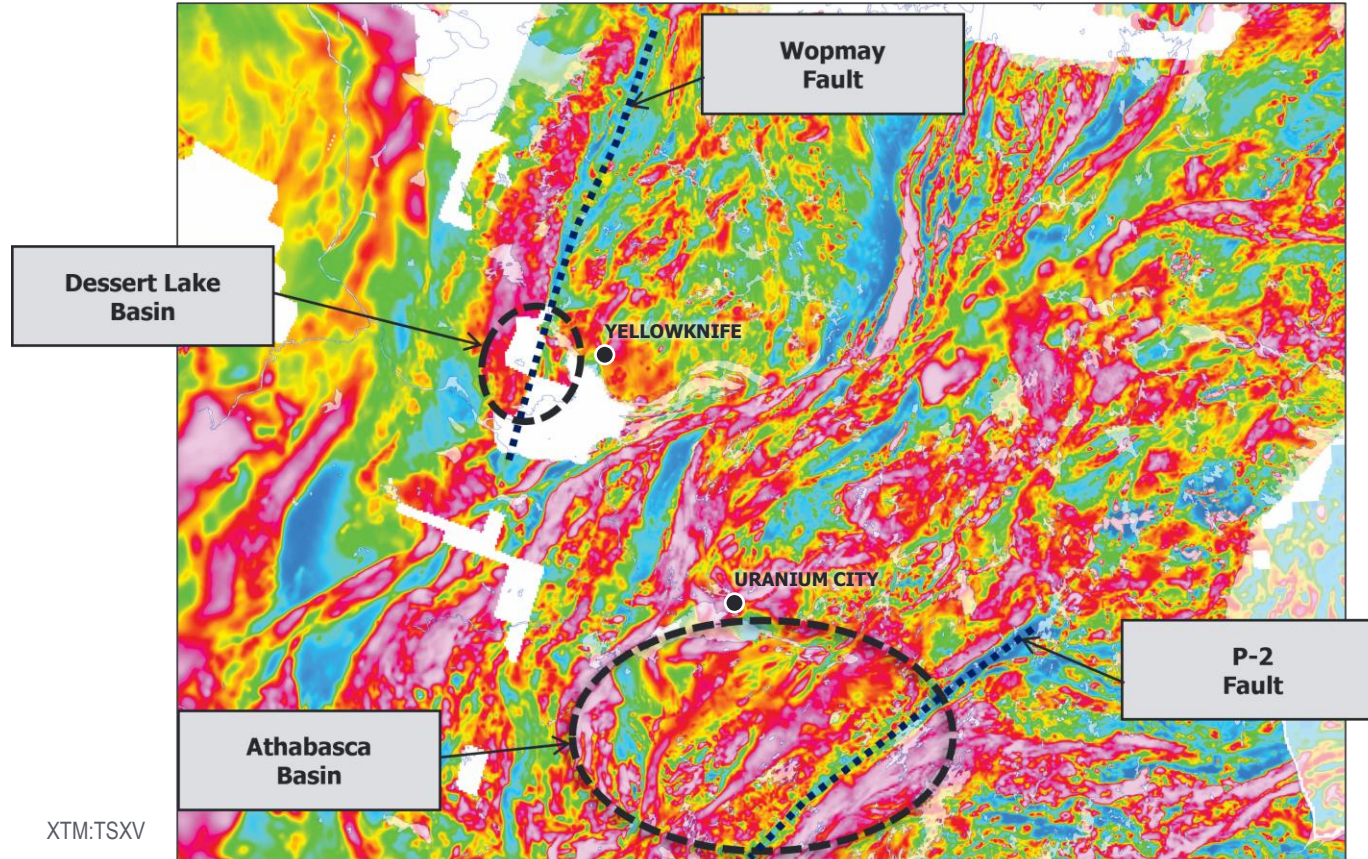 Wopmay
Fault
Dessert Lake
Basin
YELLOWKNIFE
URANIUM CITY
P-2
Fault
Athabasca
Basin
XTM:TSXV